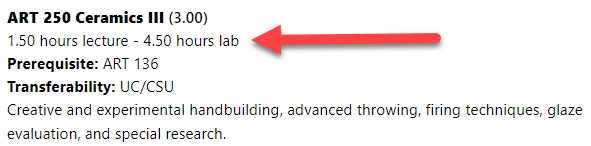 ART 250 Ceramics III (3.00)
1.50 hours lecture - 4.50 hours lab
Prerequisite: ART 136
Transferability: UC/CSU
Creative and experimental handbuilding, advanced throwing, firing techniques, glaze
evaluation, and special research.